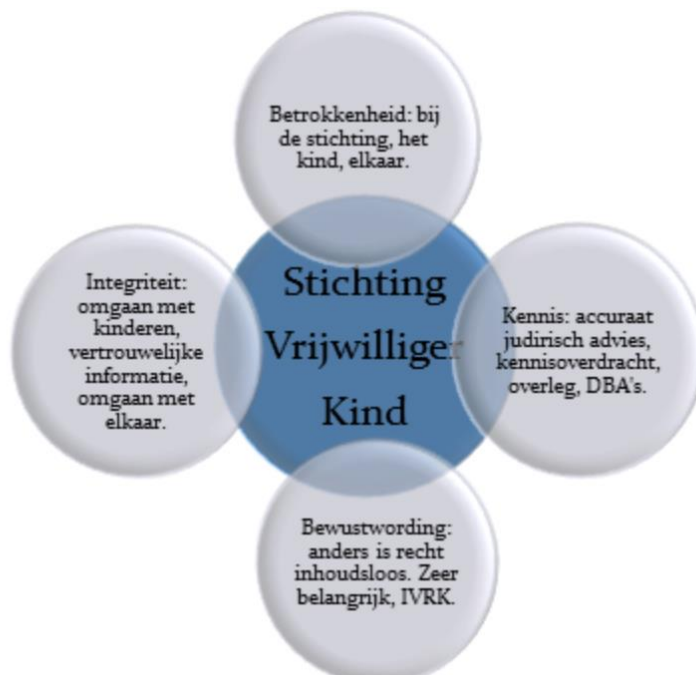 Betrokkenheid: bij
de stichting, het
kind, elkaar.
Integriteit:
omgaan met
kinderen,
vertrouwelijke
informatie,
omgaan met
elkaar.
Stichting
Vrijwilliger
Kind
Kennis: accuraat
judirisch advies,
kennisoverdracht,
overleg, DBA's.
Bewustwording:
anders is recht
inhoudsloos. Zeer
belangrijk, IVRK.